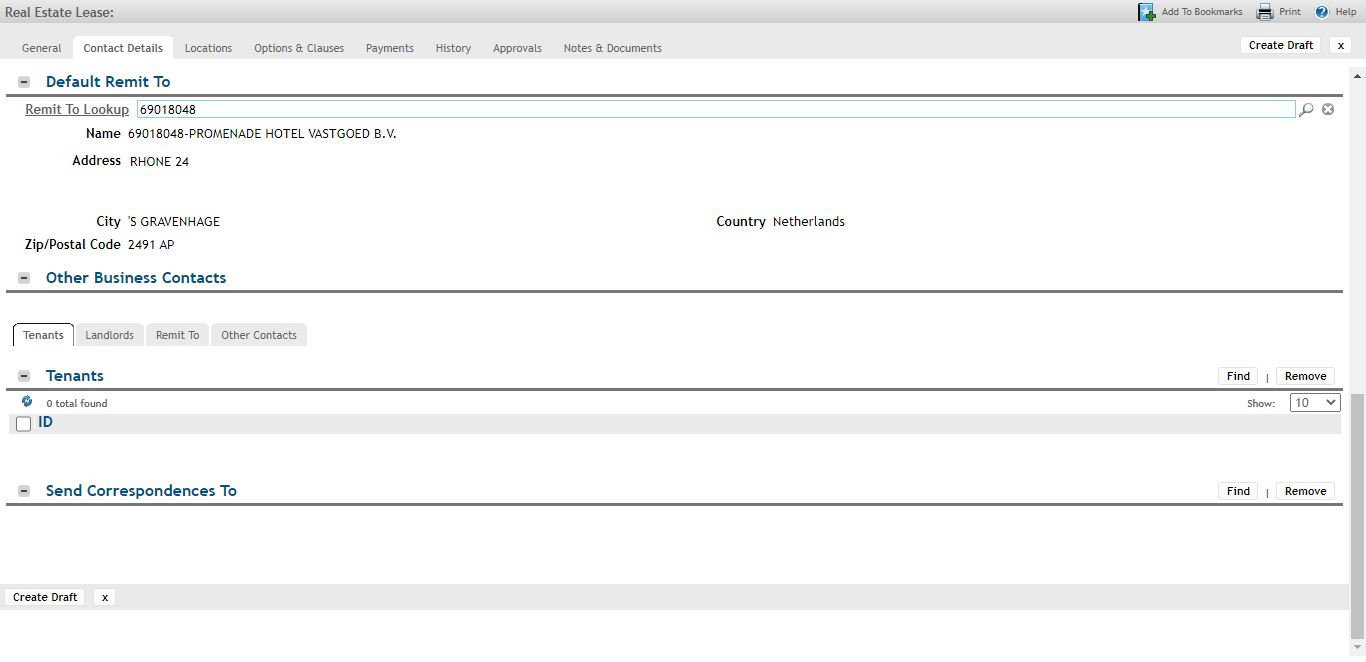 Real Estate Lease:
Add To Bookmarks Print Help
General Contact Details Locations Options & Clauses Payments History Approvals Notes & Documents Create Draft x
Default Remit To
Remit To Lookup 69018048
Name 69018048-PROMENADE HOTEL VASTGOED B.V.
Address RHONE 24
City 'S GRAVENHAGE Country Netherlands
Zip/Postal Code 2491 AP
Other Business Contacts
Tenants Landlords Remit To Other Contacts
Tenants Find | Remove
0 total found Show: 10
ID
Send Correspondences To Find | Remove
Create Draft x